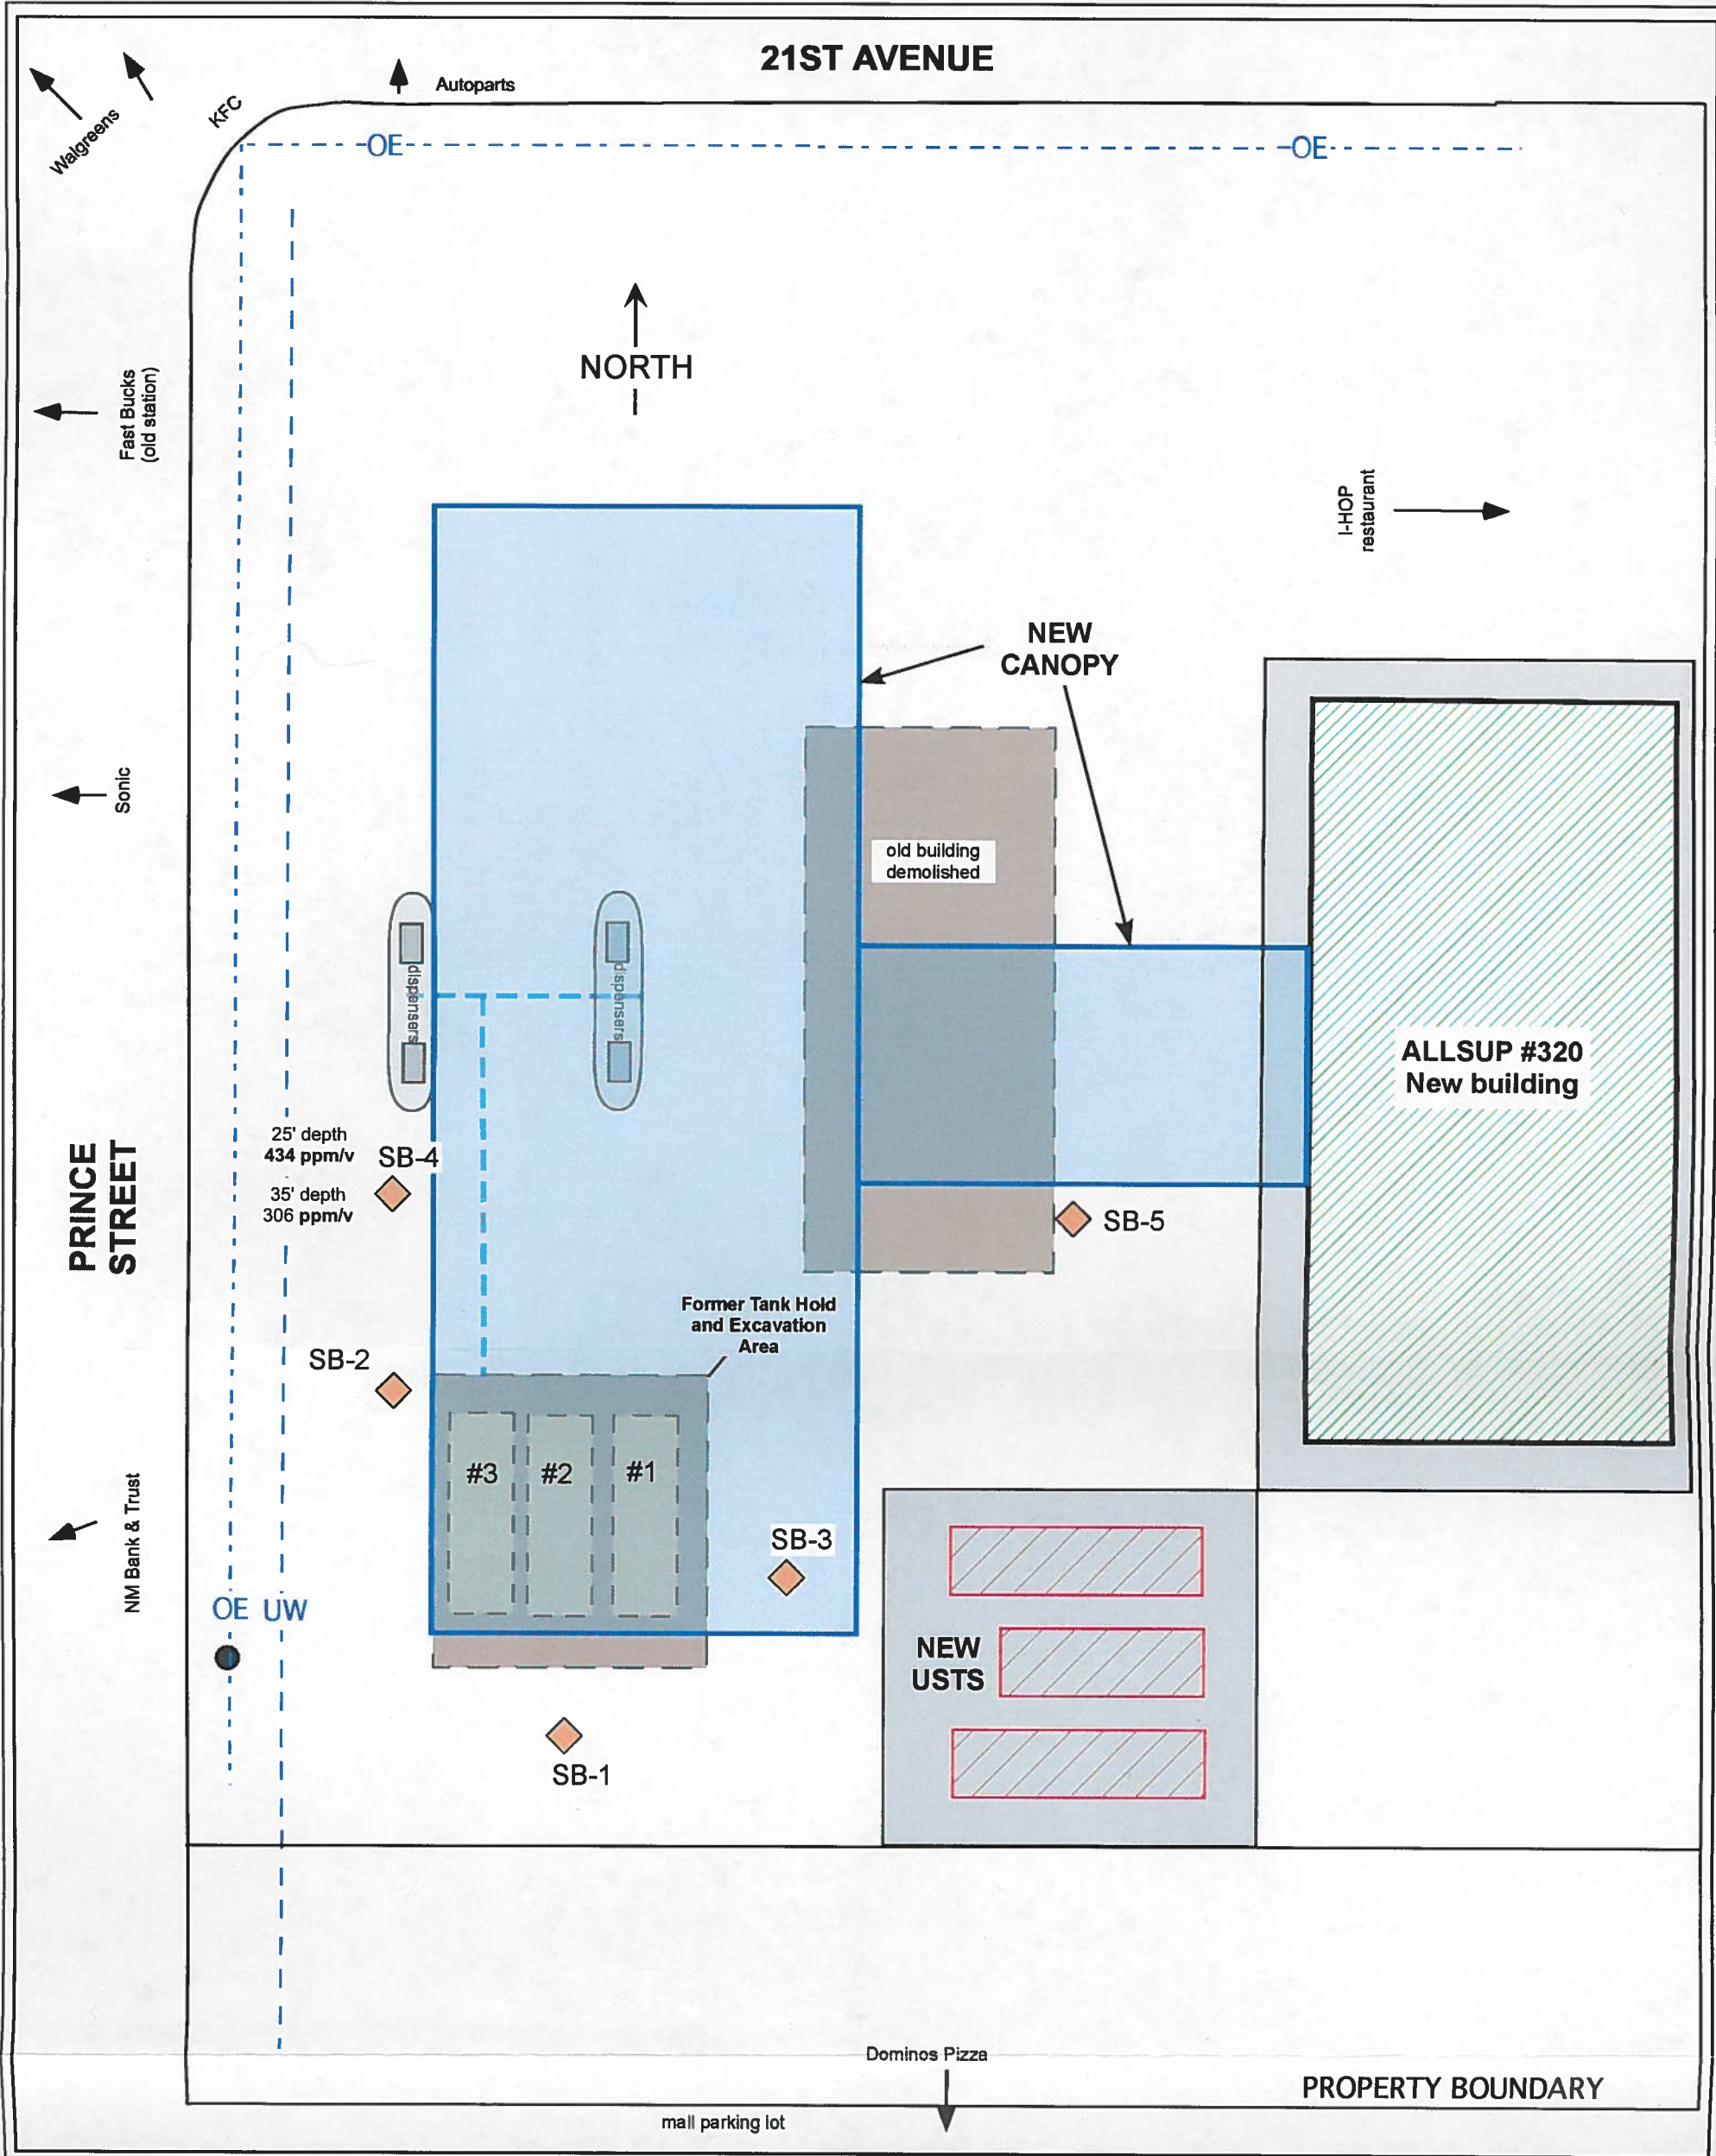 21ST AVENUE
Autoparts
KFC
Walgreens
OE
OE
NORTH
Fast Bucks
(old station)
I-HOP
restaurant
NEW
CANOPY
Sonic
old building
demolished
dispensers
dispensers
ALLSUP #320
New building
PRINCE
STREET
25' depth
434 ppm/v
SB-4
35' depth
306 ppm/v
SB-5
Former Tank Hold
and Excavation
Area
SB-2
#3
#2
#1
NM Bank & Trust
SB-3
OE
UW
NEW
USTS
SB-1
Dominos Pizza
PROPERTY BOUNDARY
mall parking lot